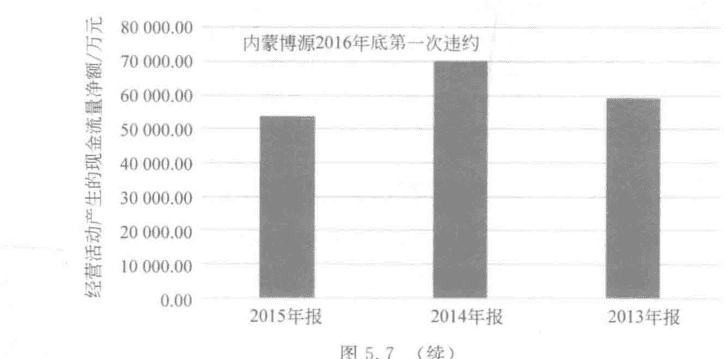 经营活动产生的现金流量净额/万元
80 000.00
内蒙博源2016年底第一次违约
70 000.00
60 000.00
50 000.00
40 000.00
30 000.00
20 000.00
10 000.00
0.00
2015年报 2014年报 2013年报
图 5.7 （续）